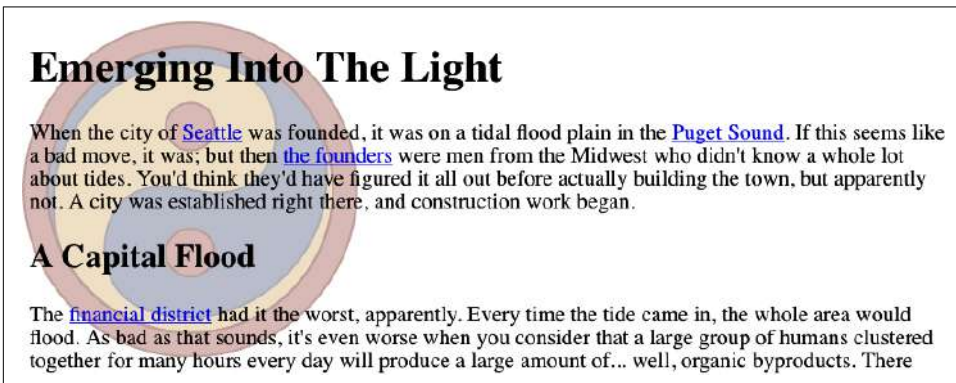 Emerging Into The Light
When the city of Seattle was founded, it was on a tidal flood plain in the Puget Sound. If this seems like
a bad move, it was; but then the founders were men from the Midwest who didn't know a whole lot
about tides. You'd think they'd have figured it all out before actually building the town, but apparently
not. A city was established right there, and construction work began.
A Capital Flood
The financial district had it the worst, apparently. Every time the tide came in, the whole area would
flood. As bad as that sounds, it's even worse when you consider that a large group of humans clustered
together for many hours every day will produce a large amount of... well, organic byproducts. There